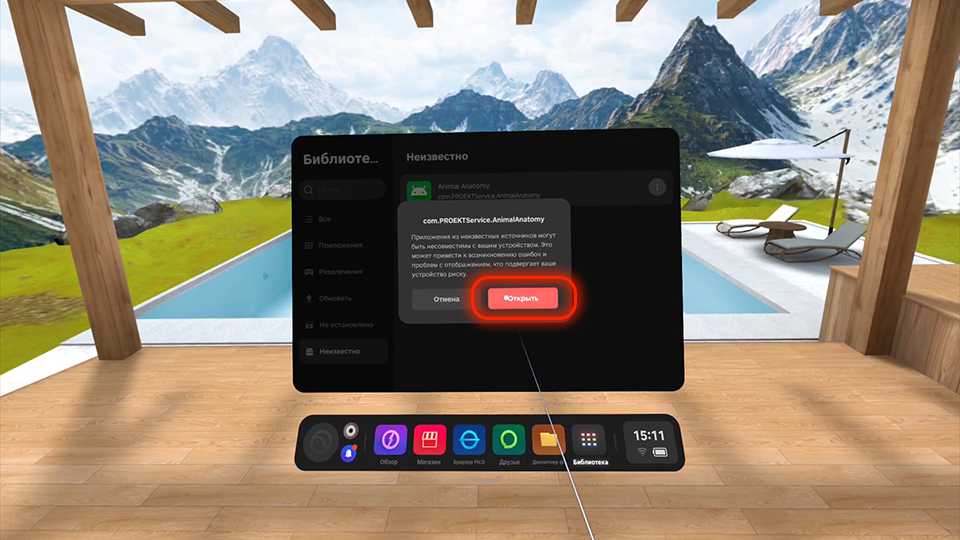 Библиоте...
Неизвестно
Поиск
Все
Приложения
Развлечения
Обновить
Не установлено
Неизвестно
Animal Anatomy
com.PROEKTService.AnimalAnatomy
com.PROEKTService.AnimalAnatomy
Приложения из неизвестных источников могут
быть несовместимы с вашим устройством. Это
может привести к возникновению ошибок и
проблем с отображением, что подвергает ваше
устройство риску.
Отмена
Открыть
Обзор
Магазин
Браузер PICO
Друзья
Диспетчер
Библиотека
15:11